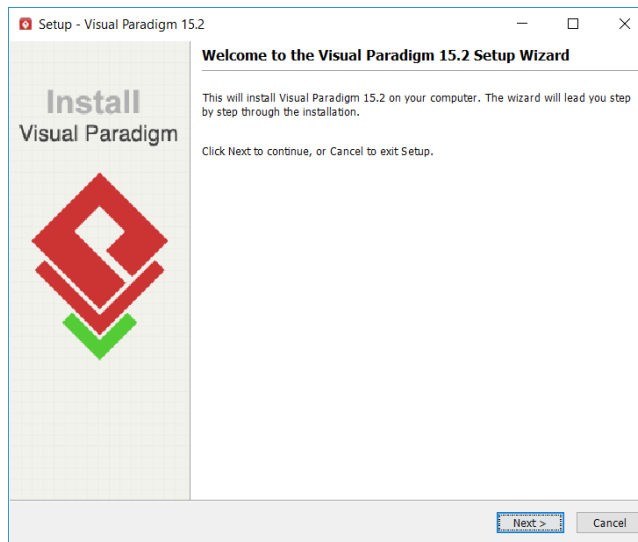 Setup - Visual Paradigm 15.2
Install
Visual Paradigm
Welcome to the Visual Paradigm 15.2 Setup Wizard
This will install Visual Paradigm 15.2 on your computer. The wizard will lead you step
by step through the installation.
Click Next to continue, or Cancel to exit Setup.
Next >
Cancel